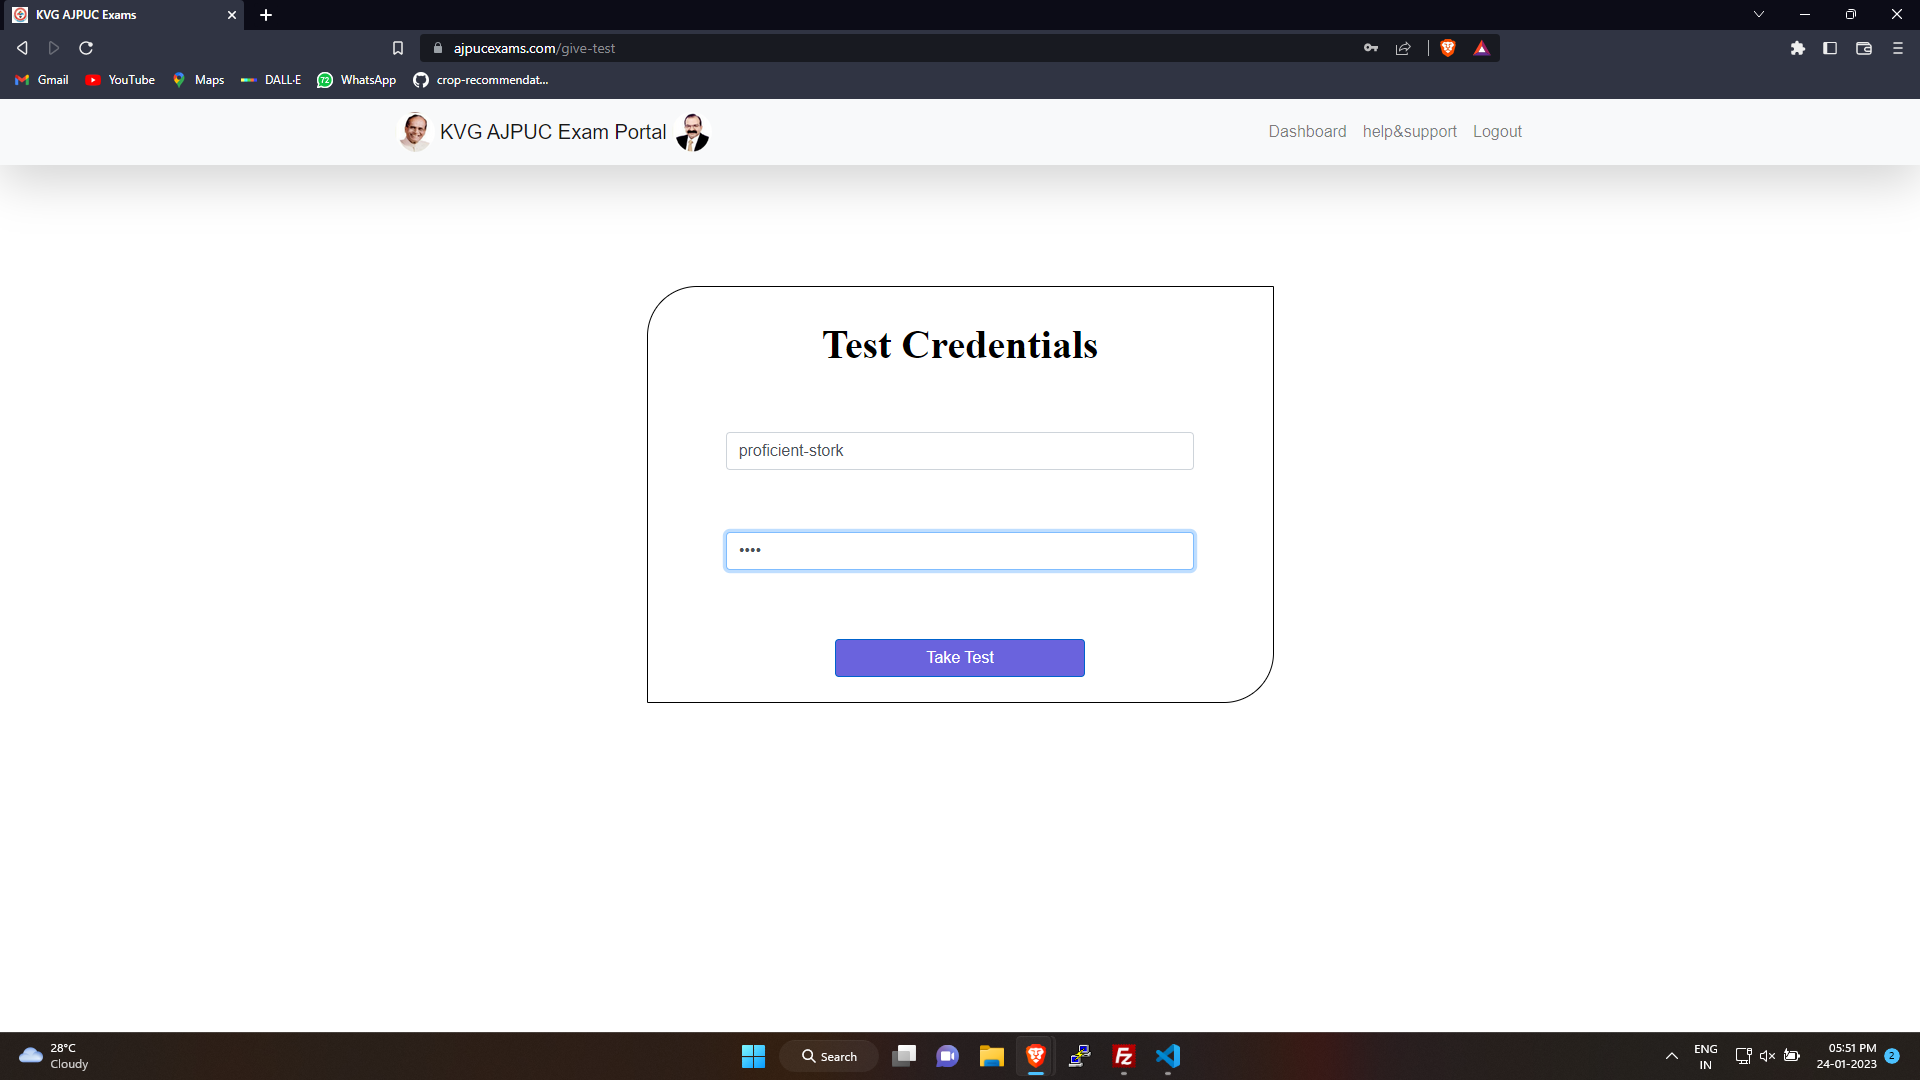 KVG AJPUC Exams
ajpucexams.com/give-test
Gmail
YouTube
Maps
DALL·E
72
WhatsApp
crop-recommendat...
KVG AJPUC Exam Portal
Dashboard
help&support
Logout
Test Credentials
proficient-stork
••••
Take Test
28°C
Cloudy
Search
Fz
ENG
IN
05:51 PM
24-01-2023
2